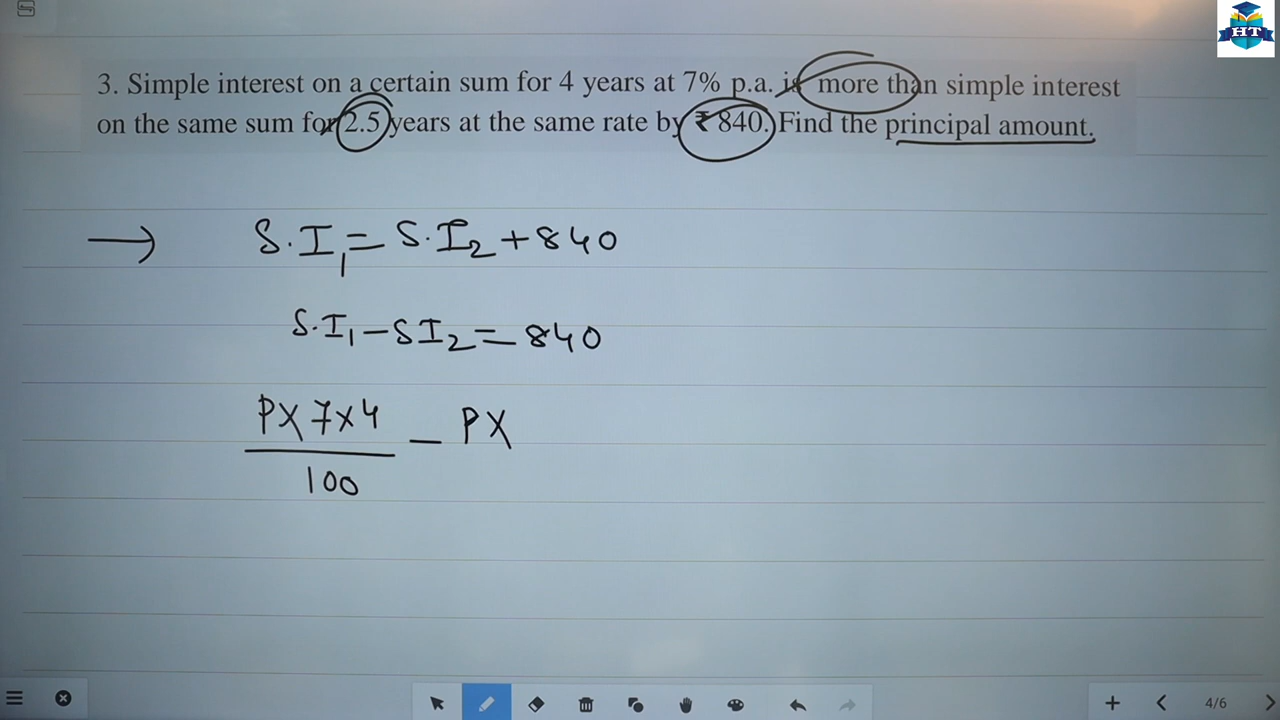 HT
3. Simple interest on a certain sum for 4 years at 7% p.a. is more than simple interest
on the same sum for 2.5 years at the same rate by ₹840. Find the principal amount.
→ S.I₁ = S.I₂ + 840
S.I₁ - SI₂ = 840
PX7x4 - PX
100
4/6